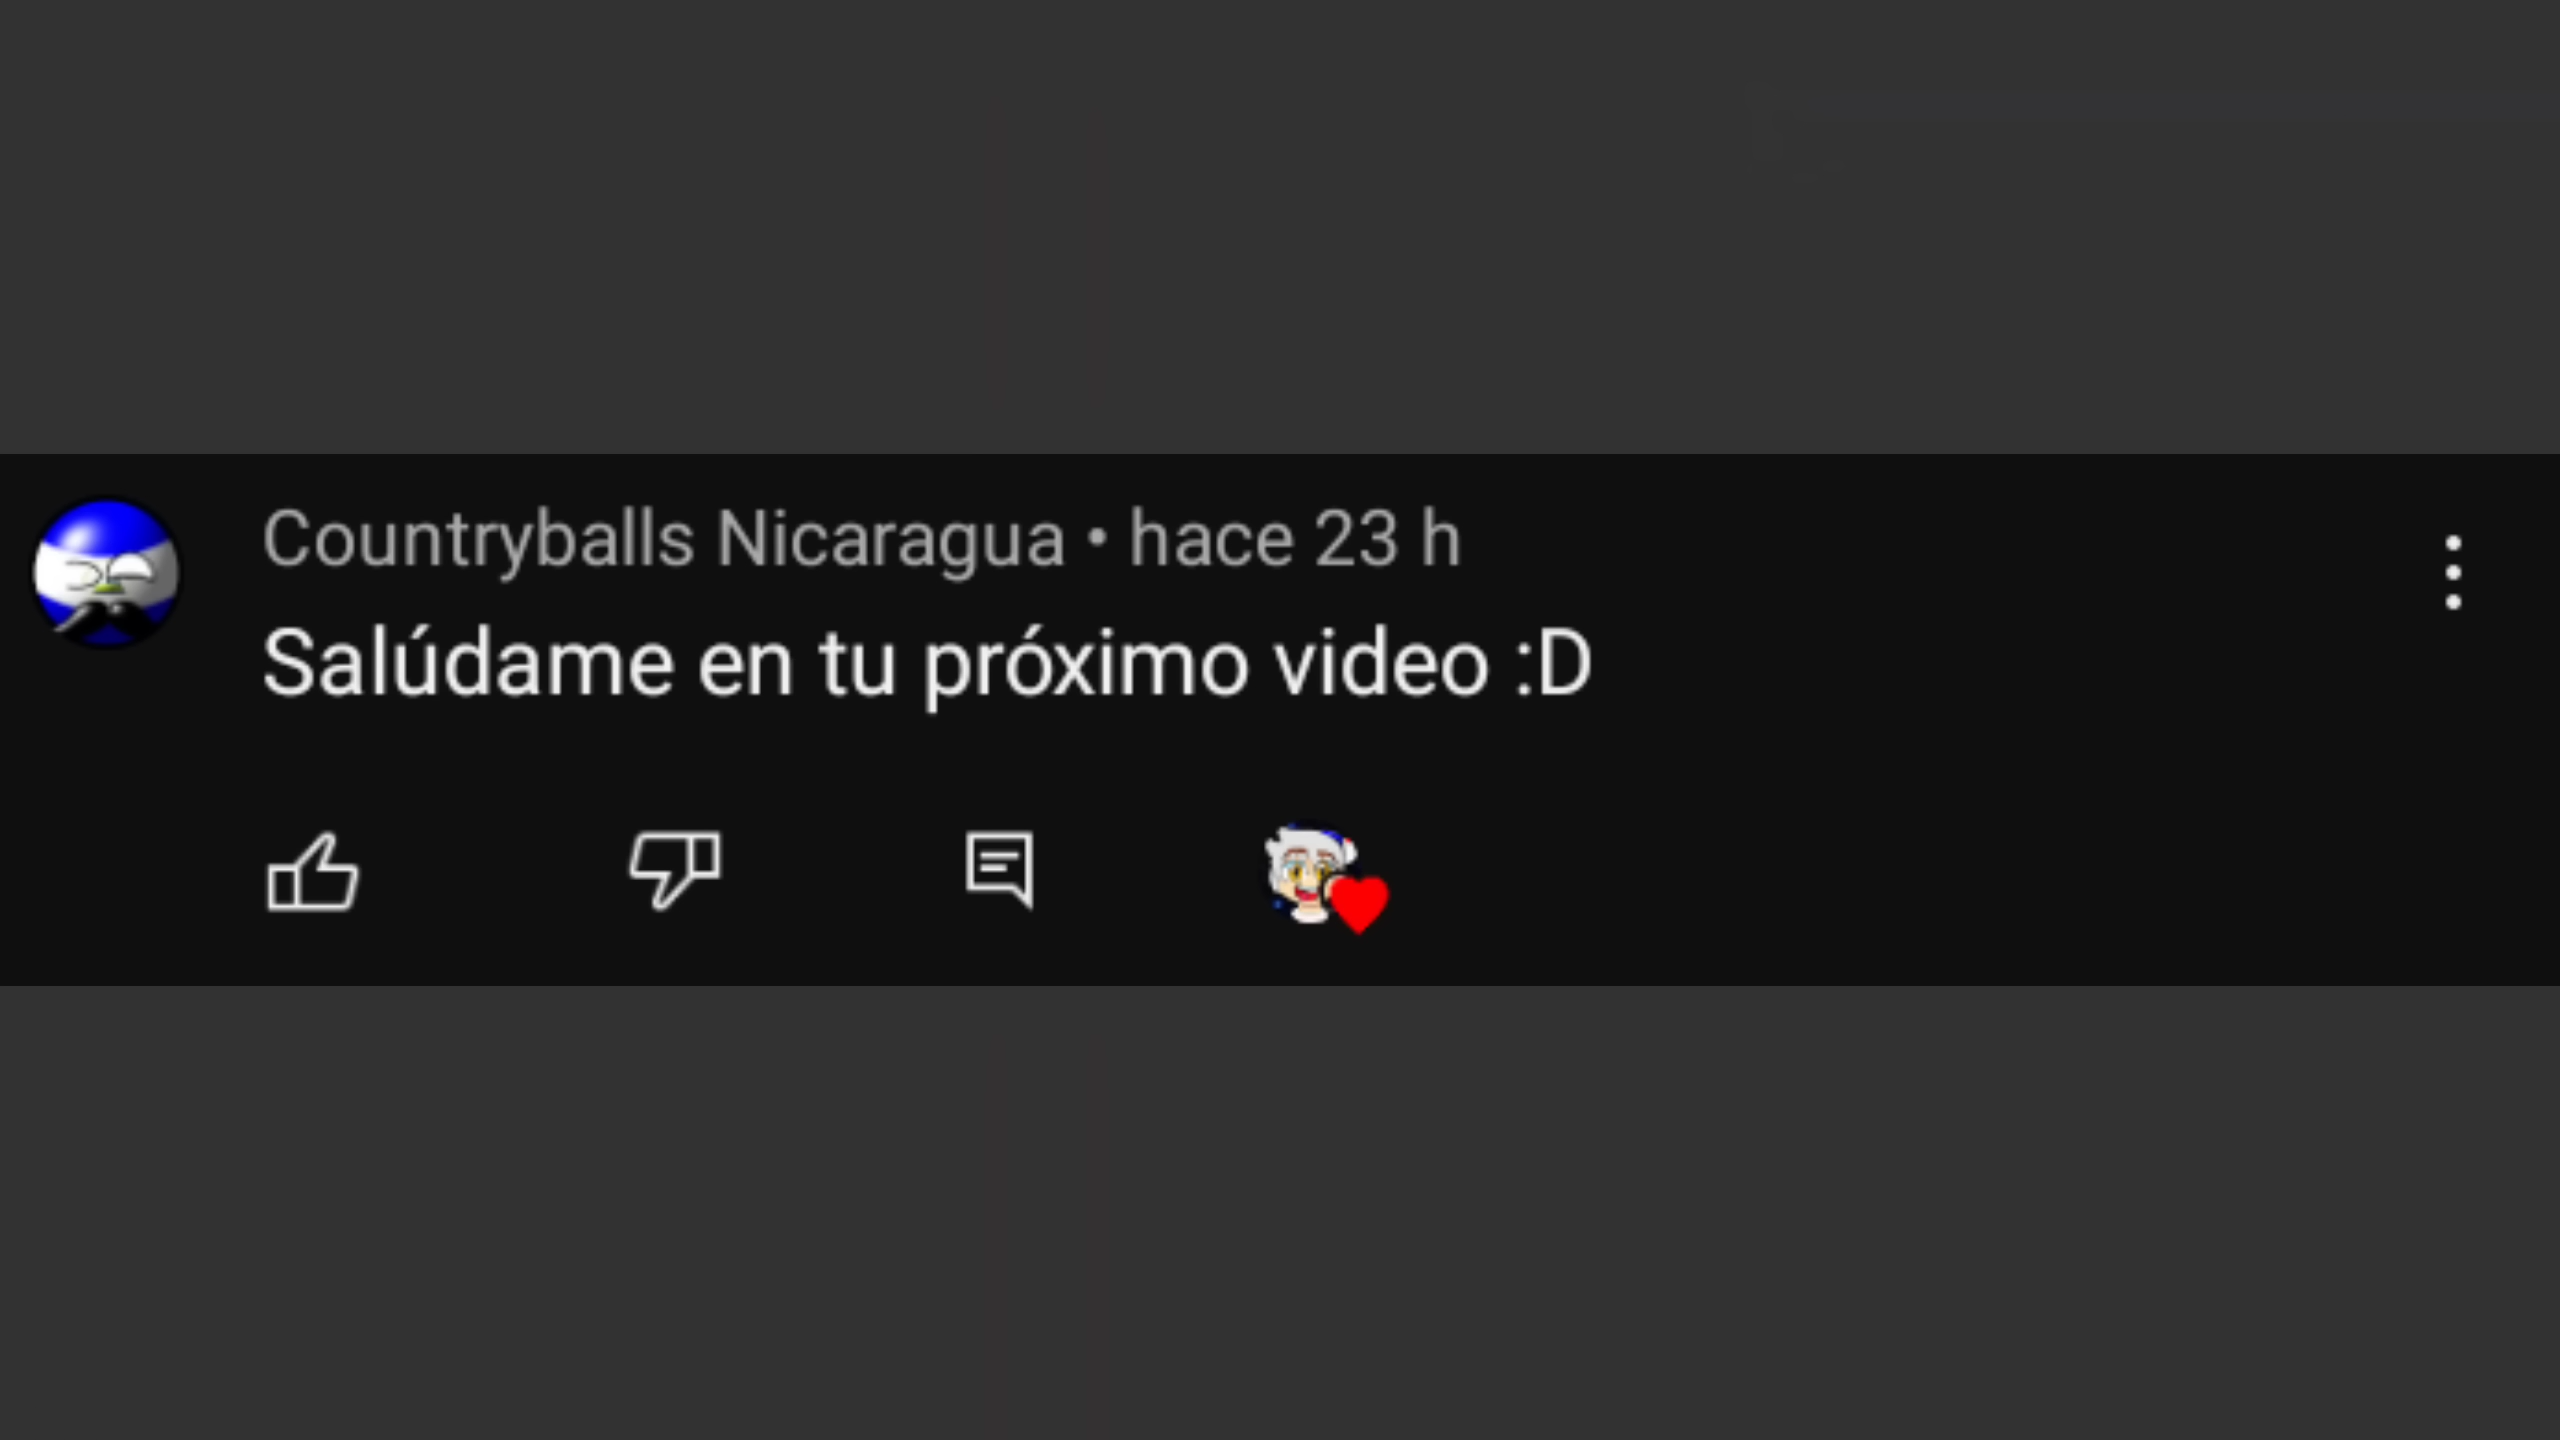 Countryballs Nicaragua • hace 23 h
Salúdame en tu próximo video :D